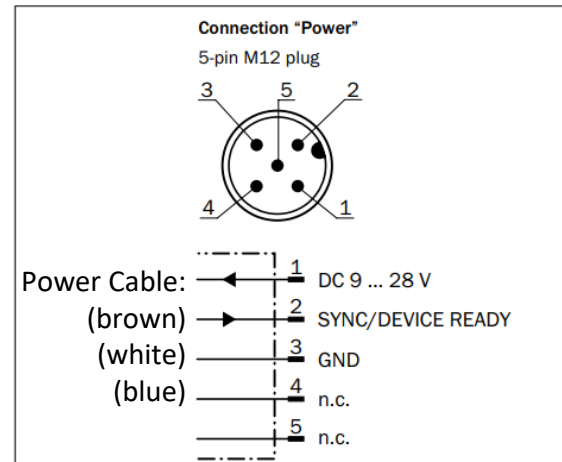 Connection "Power"
5-pin M12 plug
3 5 2
4 1
Power Cable: 1 DC 9 ... 28 V
(brown) 2 SYNC/DEVICE READY
(white) 3 GND
(blue) 4 n.c.
5 n.c.